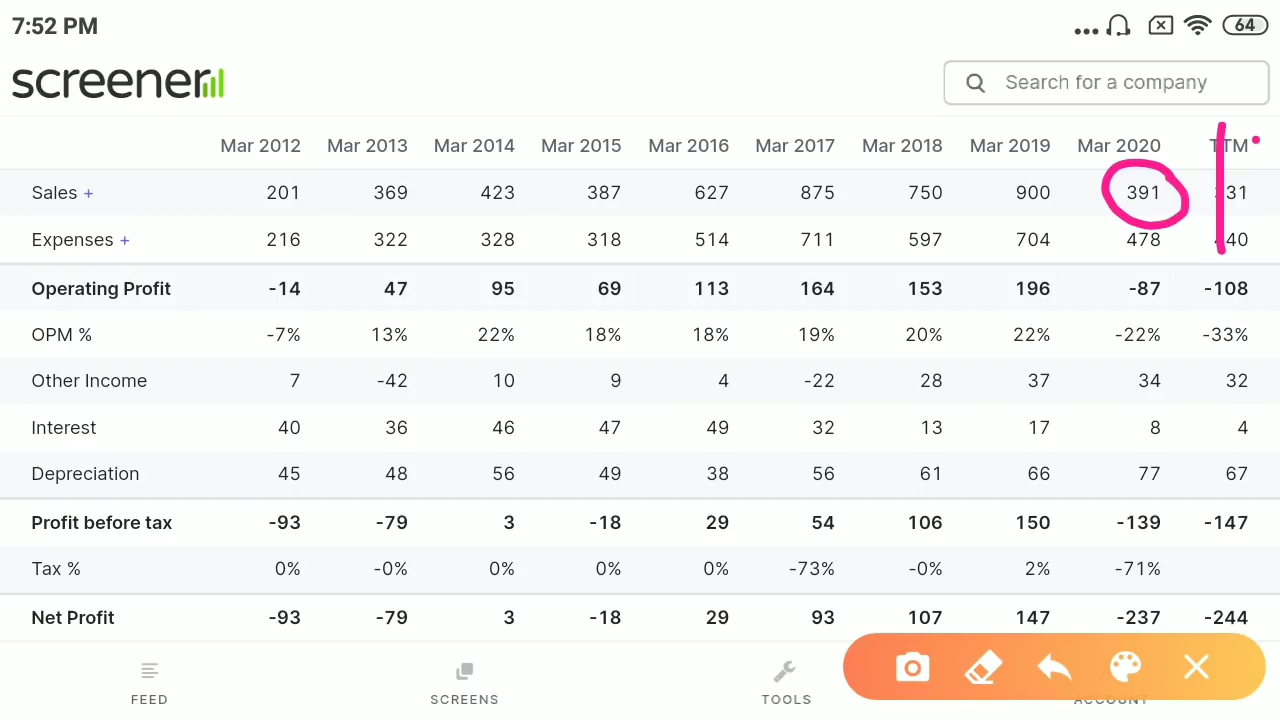 7:52 PM 64
screener Search for a company
Mar 2012 Mar 2013 Mar 2014 Mar 2015 Mar 2016 Mar 2017 Mar 2018 Mar 2019 Mar 2020 TTM
Sales + 201 369 423 387 627 875 750 900 391 331
Expenses + 216 322 328 318 514 711 597 704 478 440
Operating Profit -14 47 95 69 113 164 153 196 -87 -108
OPM % -7% 13% 22% 18% 18% 19% 20% 22% -22% -33%
Other Income 7 -42 10 9 4 -22 28 37 34 32
Interest 40 36 46 47 49 32 13 17 8 4
Depreciation 45 48 56 49 38 56 61 66 77 67
Profit before tax -93 -79 3 -18 29 54 106 150 -139 -147
Tax % 0% -0% 0% 0% 0% -73% -0% 2% -71%
Net Profit -93 -79 3 -18 29 93 107 147 -237 -244
FEED SCREENS TOOLS ACCOUNT